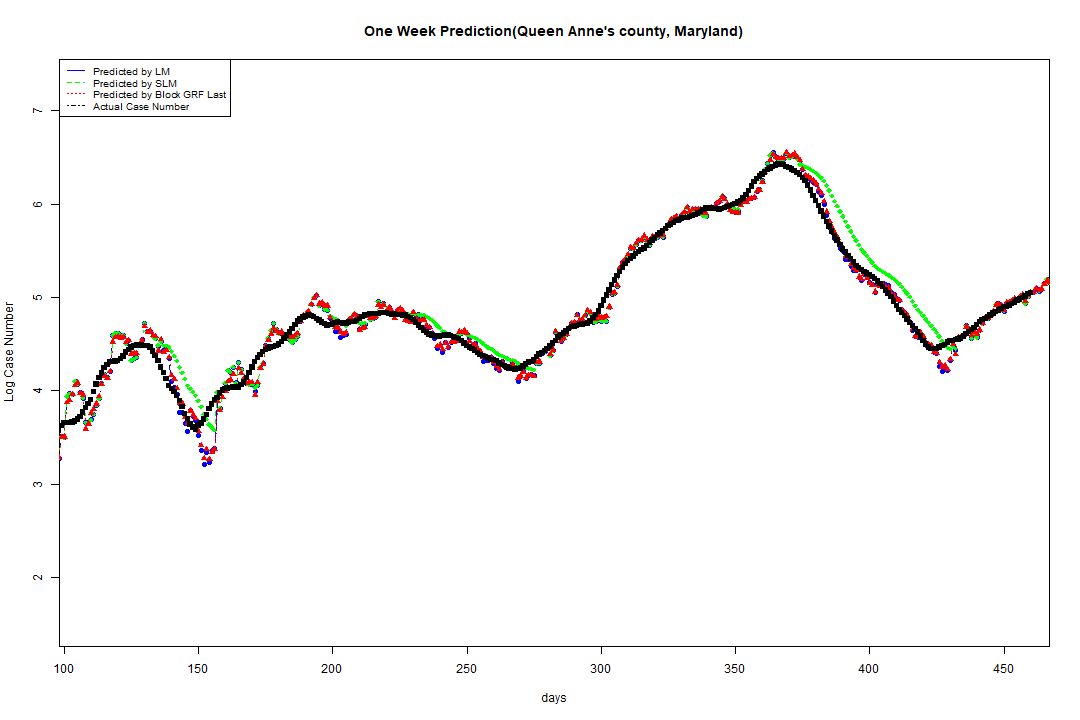 One Week Prediction(Queen Anne's county, Maryland)
Predicted by LM
Predicted by SLM
Predicted by Block GRF Last
Actual Case Number
Log Case Number
7
6
5
4
3
2
100 150 200 250 300 350 400 450
days